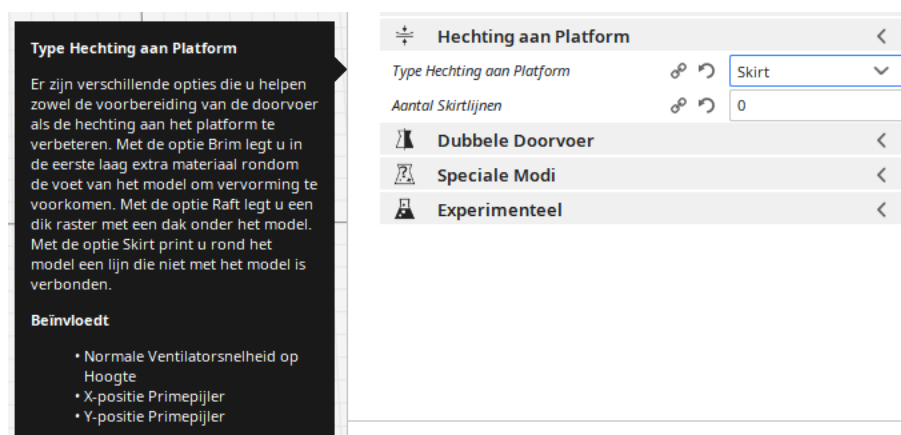 Type Hechting aan Platform
Er zijn verschillende opties die u helpen
zowel de voorbereiding van de doorvoer
als de hechting aan het platform te
verbeteren. Met de optie Brim legt u in
de eerste laag extra materiaal rondom
de voet van het model om vervorming te
voorkomen. Met de optie Raft legt u een
dik raster met een dak onder het model.
Met de optie Skirt print u rond het
model een lijn die niet met het model is
verbonden.
Beïnvloedt
• Normale Ventilatorsnelheid op
Hoogte
• X-positie Primepijler
• Y-positie Primepijler
Hechting aan Platform
Type Hechting aan Platform
Skirt
Aantal Skirtlijnen
0
Dubbele Doorvoer
Speciale Modi
Experimenteel